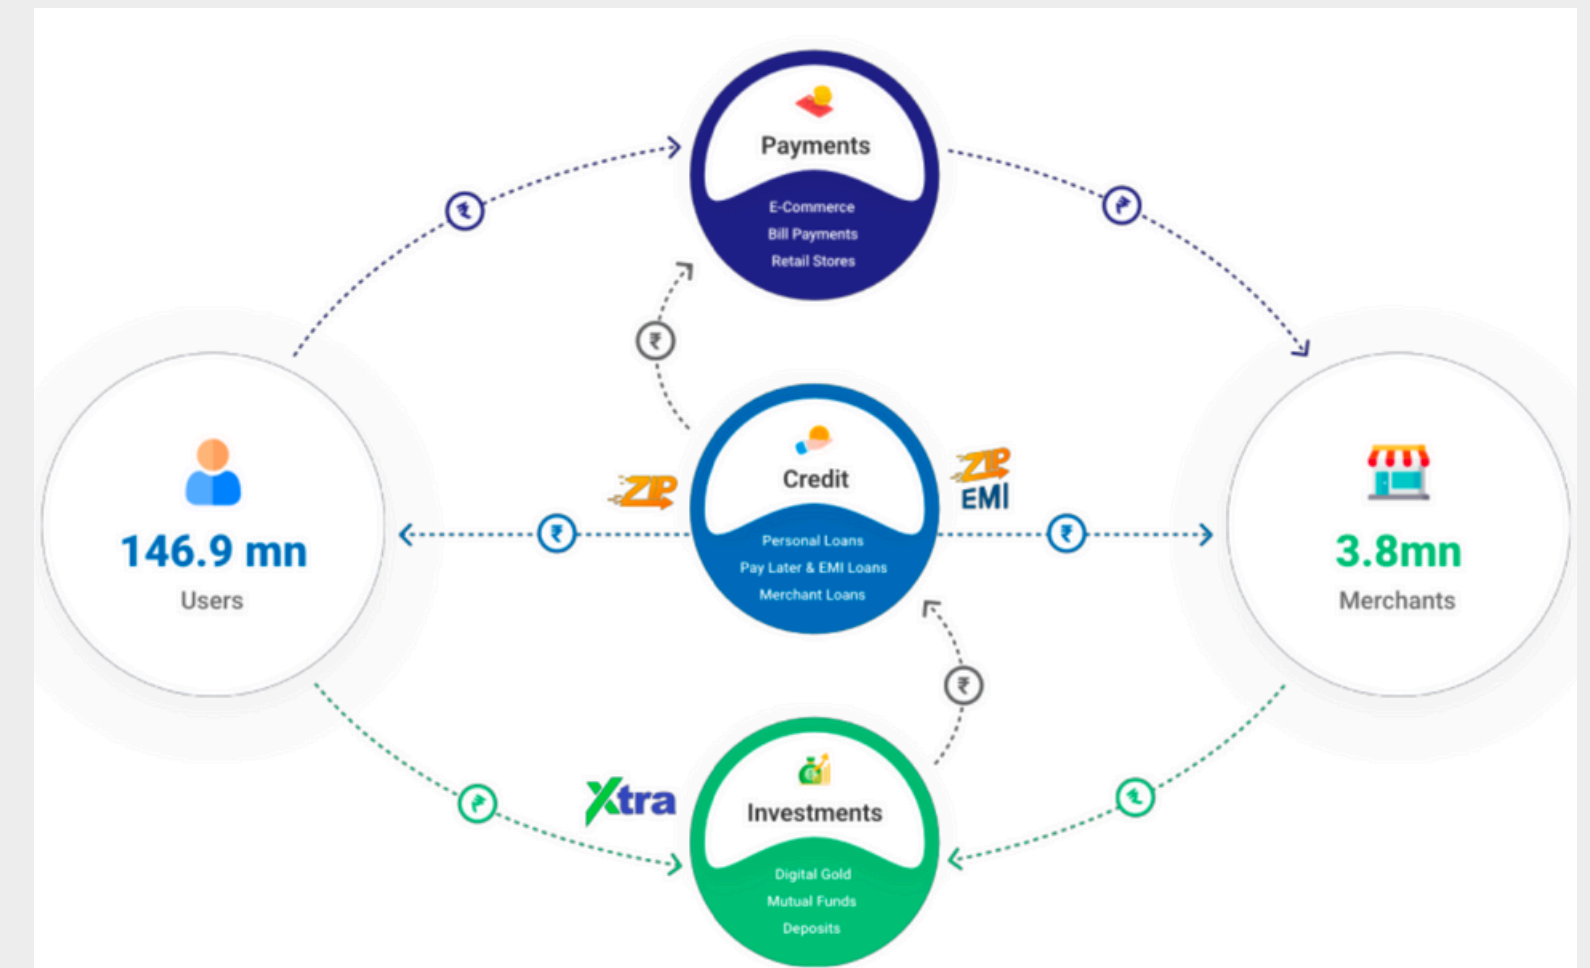 Payments
E-Commerce
Bill Payments
Retail Stores
₹
₹
₹
146.9 mn
Users
ZIP
₹
Credit
Personal Loans
Pay Later & EMI Loans
Merchant Loans
ZIP
EMI
₹
3.8mn
Merchants
₹
Xtra
₹
Investments
Digital Gold
Mutual Funds
Deposits
₹